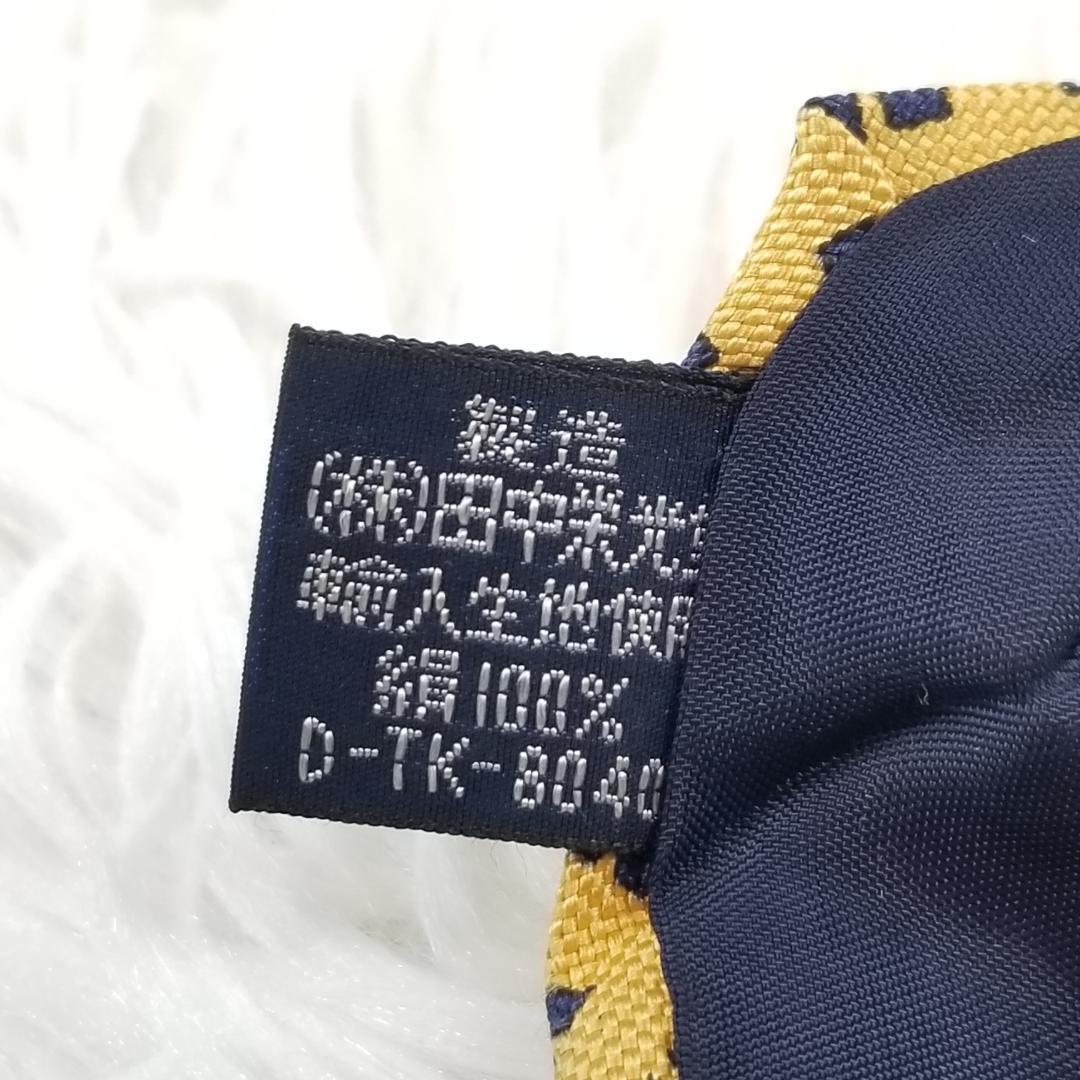 製造
(株)田中栄光
輸入生地使用
絹100%
D-TK-8040